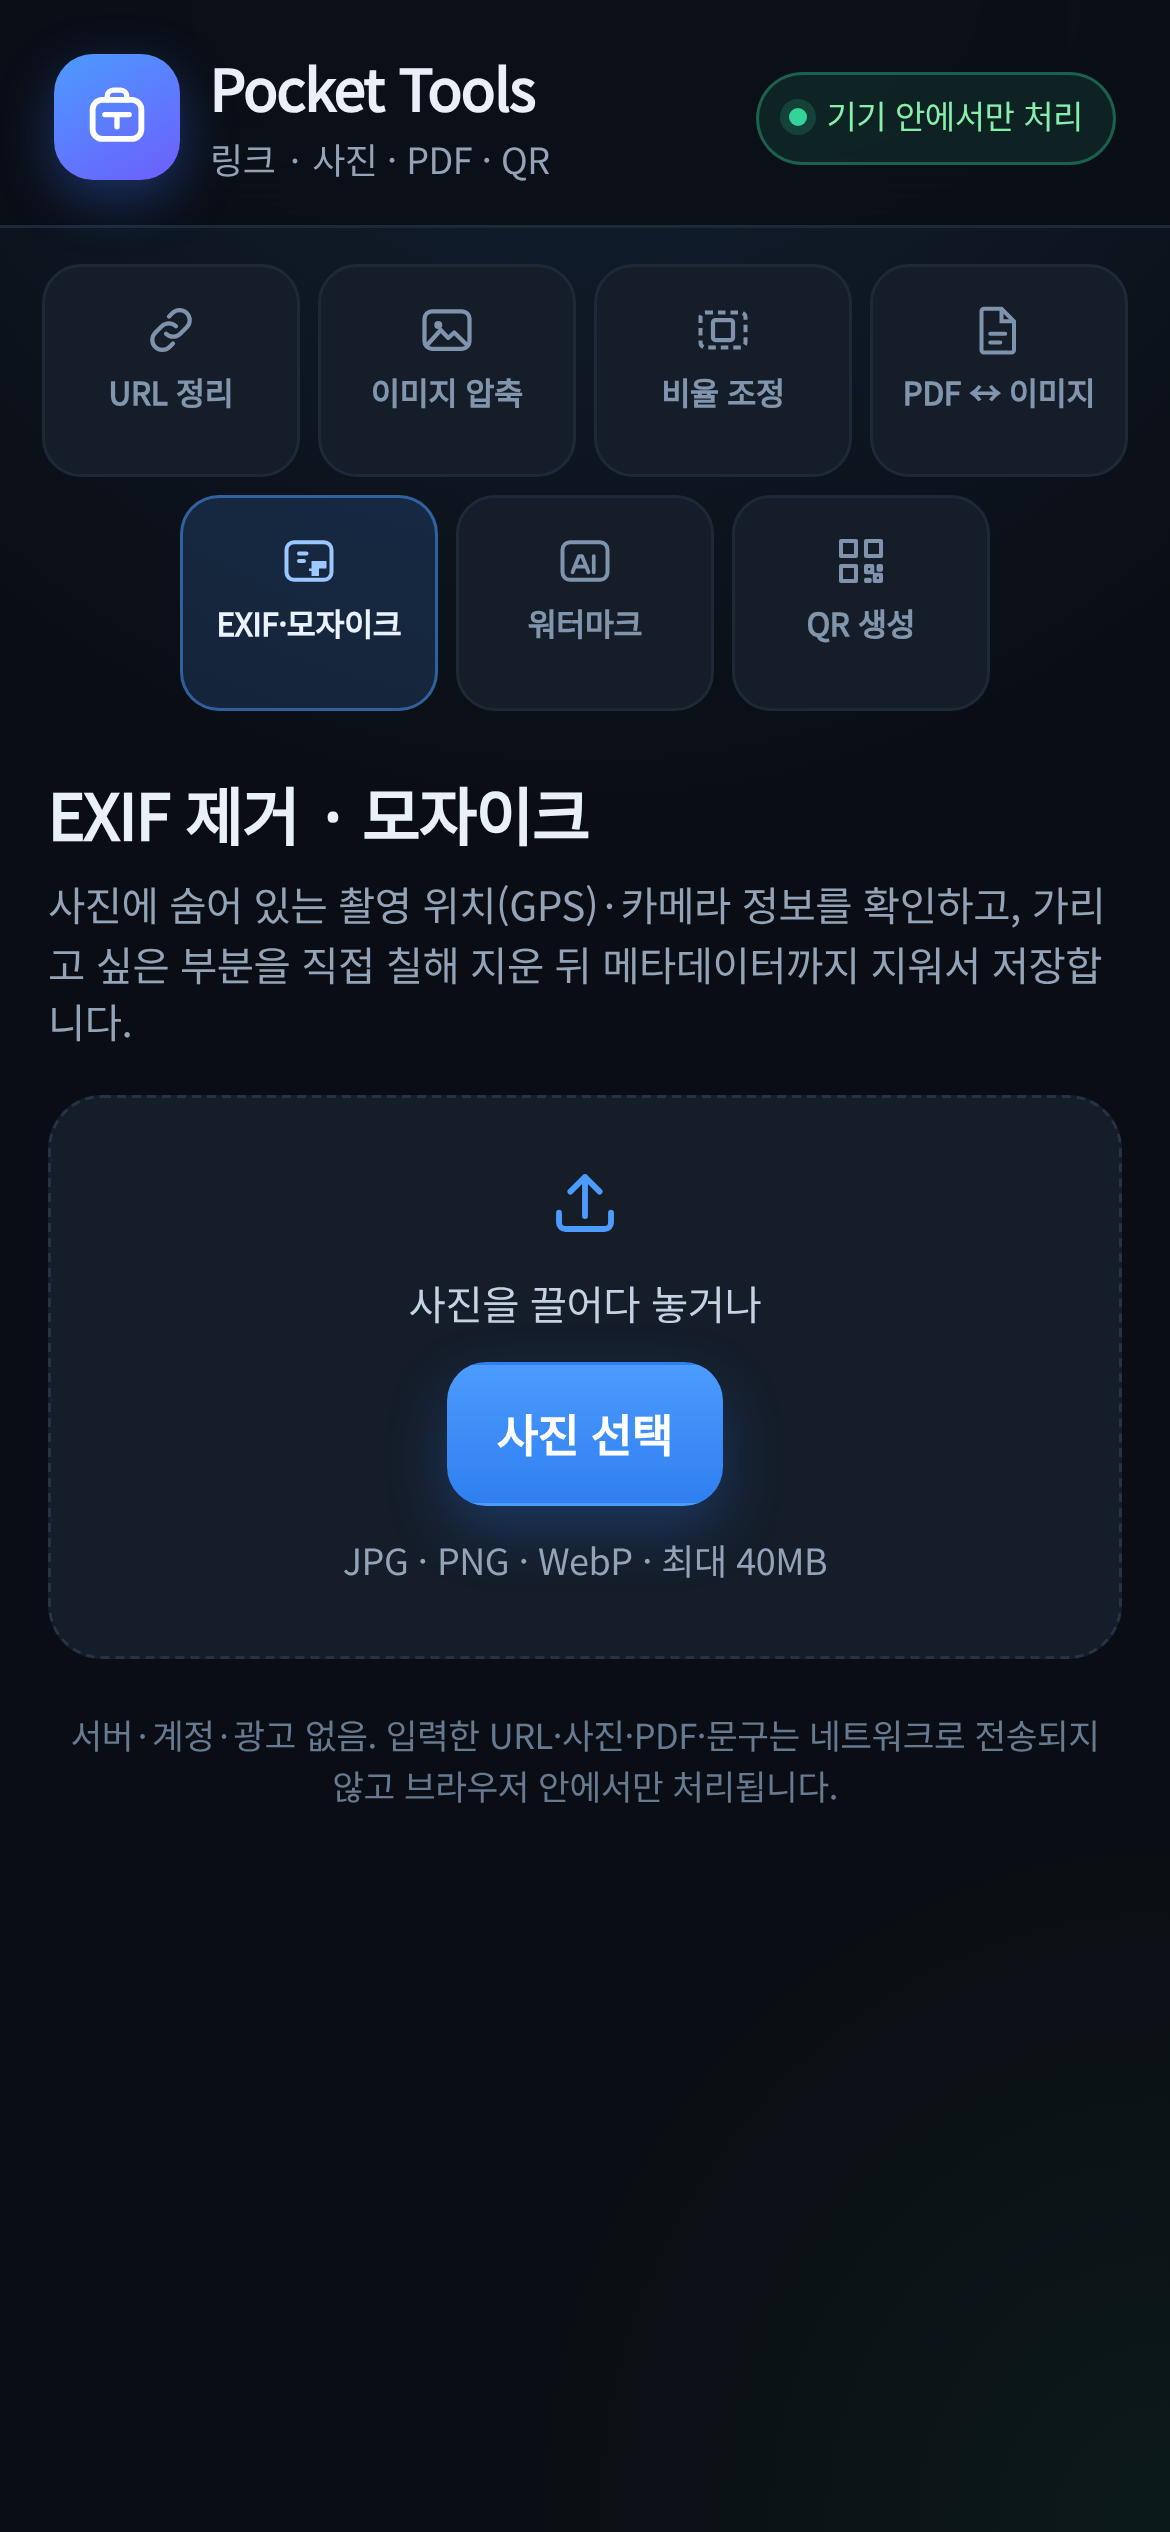 Pocket Tools
링크 · 사진 · PDF · QR
기기 안에서만 처리
URL 정리
이미지 압축
비율 조정
PDF ↔ 이미지
EXIF·모자이크
AI
워터마크
QR 생성
EXIF 제거 · 모자이크
사진에 숨어 있는 촬영 위치(GPS)·카메라 정보를 확인하고, 가리
고 싶은 부분을 직접 칠해 지운 뒤 메타데이터까지 지워서 저장합
니다.
사진을 끌어다 놓거나
사진 선택
JPG · PNG · WebP · 최대 40MB
서버·계정·광고 없음. 입력한 URL·사진·PDF·문구는 네트워크로 전송되지
않고 브라우저 안에서만 처리됩니다.